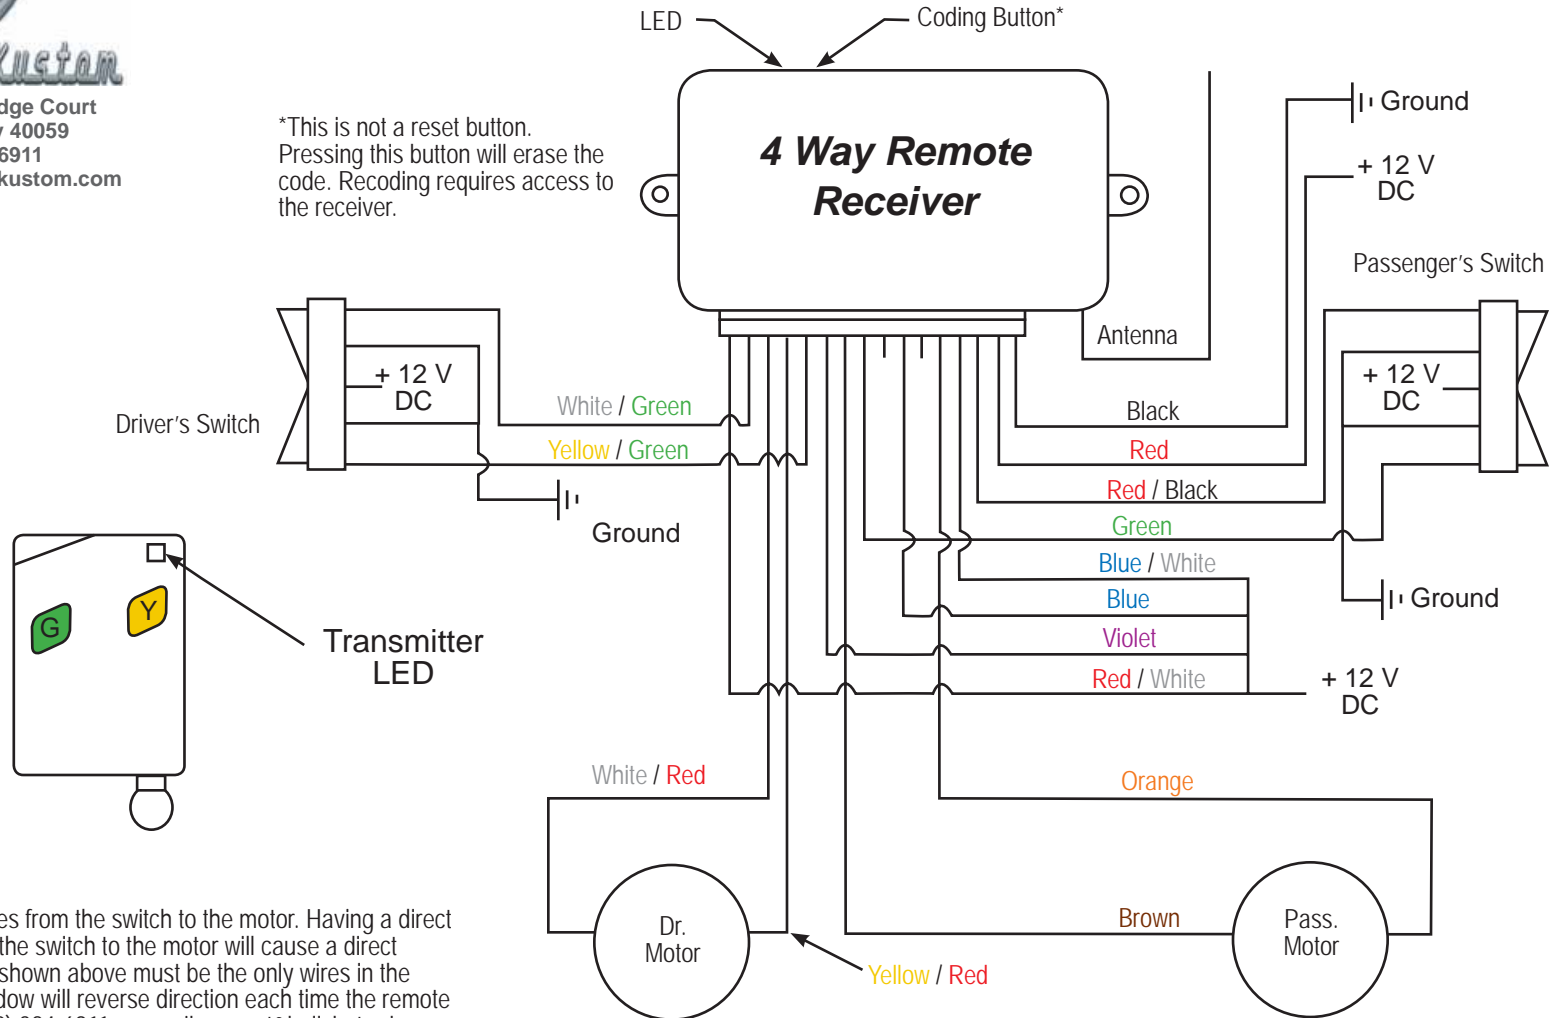 Kustom
dge Court
40059
6911
kustom.com
LED
Coding Button*
*This is not a reset button.
Pressing this button will erase the
code. Recoding requires access to
the receiver.
4 Way Remote
Receiver
Ground
+ 12 V
DC
Passenger's Switch
Antenna
+ 12 V
DC
Driver's Switch
White / Green
Yellow / Green
Ground
+ 12 V
DC
Black
Red
Red / Black
Green
Blue / White
Blue
Violet
Red / White
Ground
+ 12 V
DC
G
Y
Transmitter
LED
White / Red
Orange
Dr.
Motor
Brown
Pass.
Motor
Yellow / Red
es from the switch to the motor. Having a direct
the switch to the motor will cause a direct
shown above must be the only wires in the
dow will reverse direction each time the remote